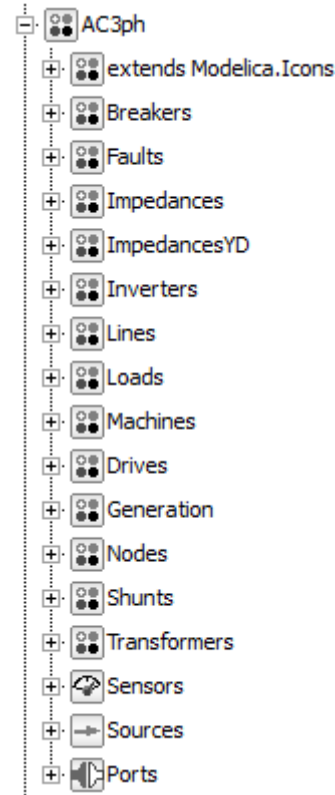 AC3ph
extends Modelica.Icons
Breakers
Faults
Impedances
ImpedancesYD
Inverters
Lines
Loads
Machines
Drives
Generation
Nodes
Shunts
Transformers
Sensors
Sources
Ports